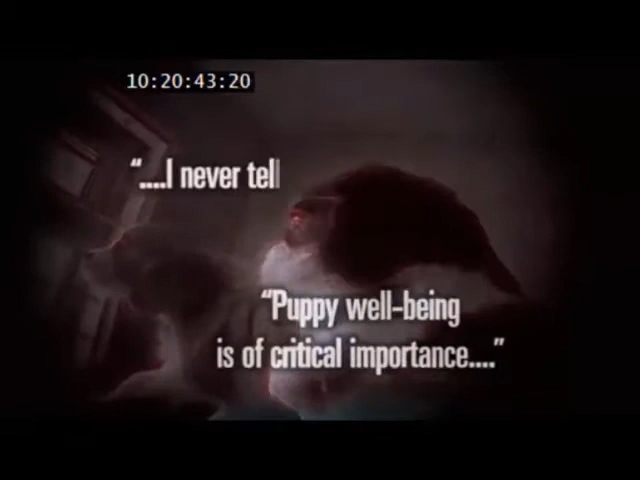 10:20:43:20
“....I never tell
“Puppy well-being
is of critical importance....”